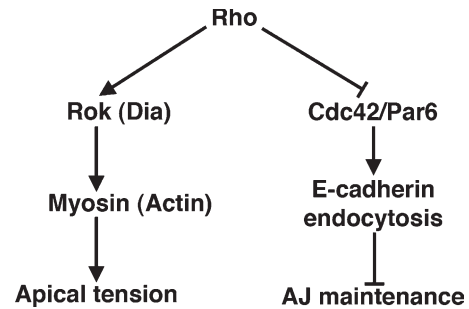 Rho
Rok (Dia)
Cdc42/Par6
Myosin (Actin)
E-cadherin
endocytosis
Apical tension
AJ maintenance